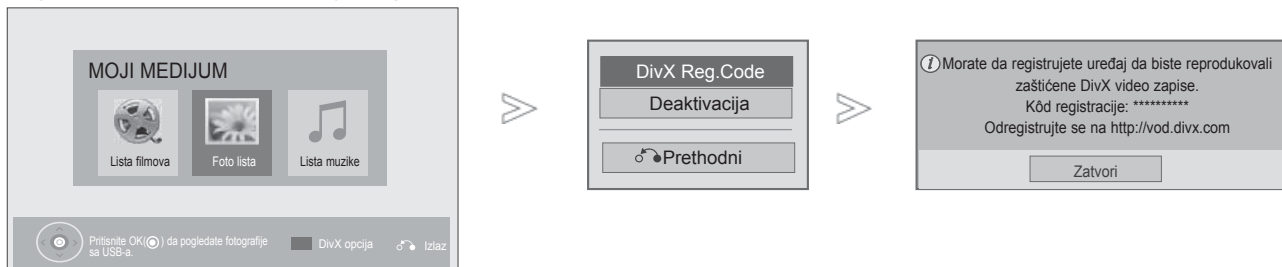 MOJI MEDIJUM
Lista filmova
Foto lista
Lista muzike
Pritisnite OK(◉) da pogledate fotografije
sa USB-a.
DivX opcija
Izlaz
DivX Reg.Code
Deaktivacija
Prethodni
Morate da registrujete uređaj da biste reprodukovali
zaštićene DivX video zapise.
Kôd registracije: **********
Odregistrujte se na http://vod.divx.com
Zatvori